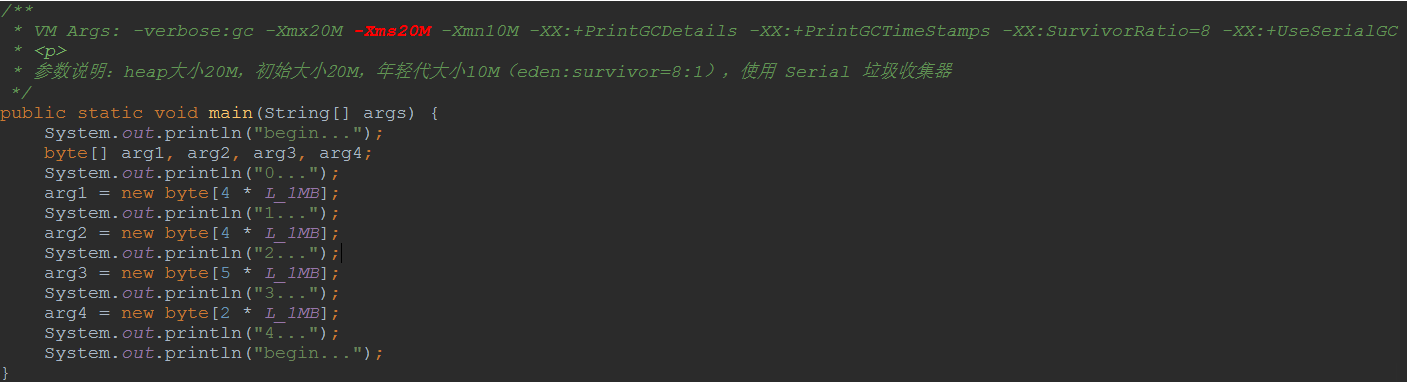 /**
 * VM Args: -verbose:gc -Xmx20M -Xms20M -Xmn10M -XX:+PrintGCDetails -XX:+PrintGCTimeStamps -XX:SurvivorRatio=8 -XX:+UseSerialGC
 * <p>
 * 参数说明：heap大小20M，初始大小20M，年轻代大小10M（eden:survivor=8:1），使用 Serial 垃圾收集器
 */
public static void main(String[] args) {
    System.out.println("begin...");
    byte[] arg1, arg2, arg3, arg4;
    System.out.println("0...");
    arg1 = new byte[4 * L_1MB];
    System.out.println("1...");
    arg2 = new byte[4 * L_1MB];
    System.out.println("2...");
    arg3 = new byte[5 * L_1MB];
    System.out.println("3...");
    arg4 = new byte[2 * L_1MB];
    System.out.println("4...");
    System.out.println("begin...");
}